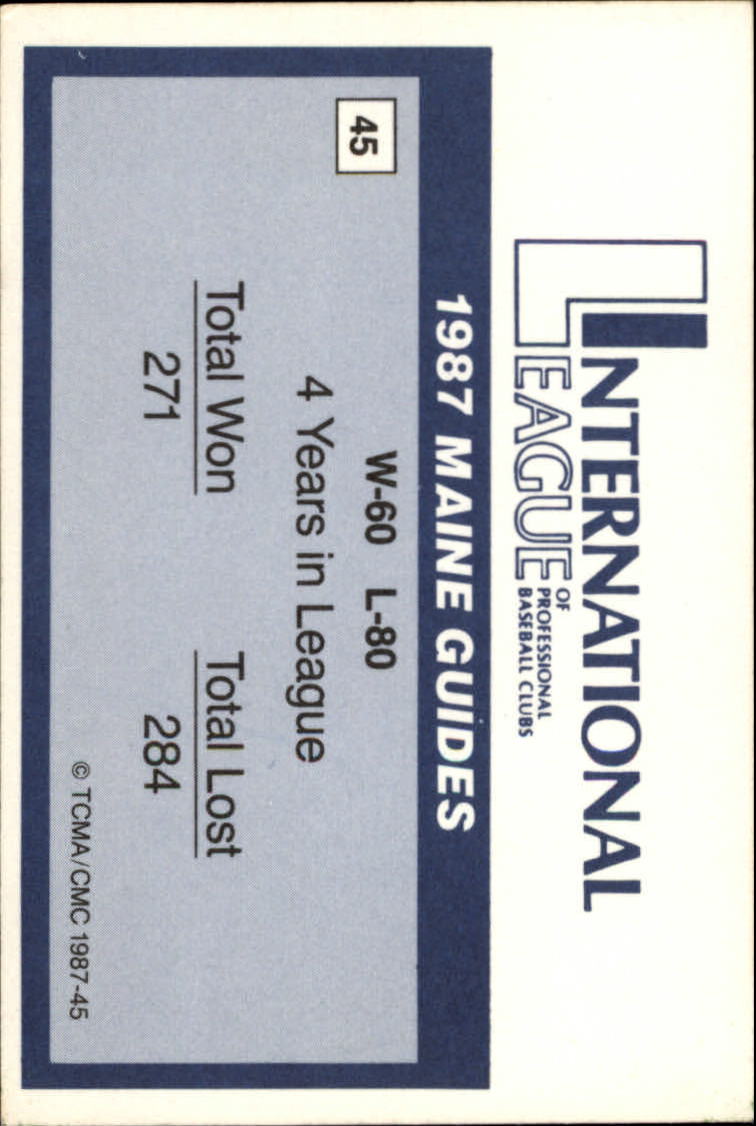 INTERNATIONAL
LEAGUE
OF
PROFESSIONAL
BASEBALL CLUBS
1987 MAINE GUIDES
45
W-60 L-80
4 Years in League
Total Won Total Lost
271 284
© TCMA/CMC 1987-45